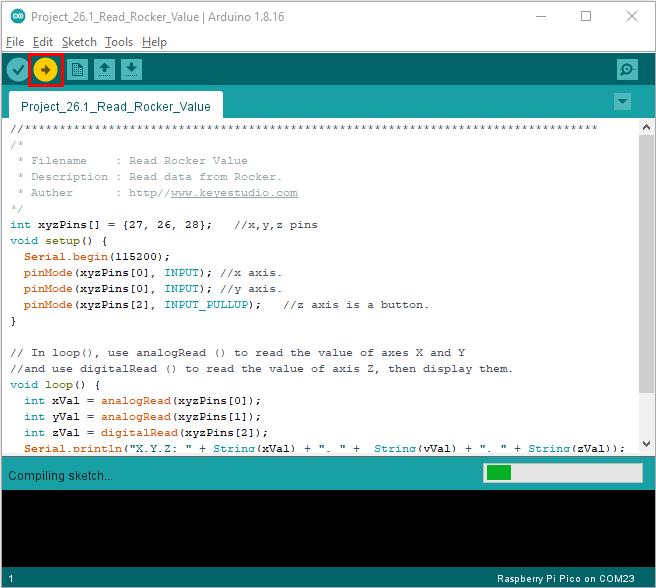 Project_26.1_Read_Rocker_Value | Arduino 1.8.16
File Edit Sketch Tools Help
Project_26.1_Read_Rocker_Value
//**********************************************************************************
/*
 * Filename    : Read Rocker Value
 * Description : Read data from Rocker.
 * Auther      : http//www.keyestudio.com
*/
int xyzPins[] = {27, 26, 28};   //x,y,z pins
void setup() {
  Serial.begin(115200);
  pinMode(xyzPins[0], INPUT); //x axis.
  pinMode(xyzPins[0], INPUT); //y axis.
  pinMode(xyzPins[2], INPUT_PULLUP);   //z axis is a button.
}
// In loop(), use analogRead () to read the value of axes X and Y
//and use digitalRead () to read the value of axis Z, then display them.
void loop() {
  int xVal = analogRead(xyzPins[0]);
  int yVal = analogRead(xyzPins[1]);
  int zVal = digitalRead(xyzPins[2]);
  Serial.println("X,Y,Z: " + String(xVal) + ", " +  String(yVal) + ", " + String(zVal));
Compiling sketch...
1
Raspberry Pi Pico on COM23